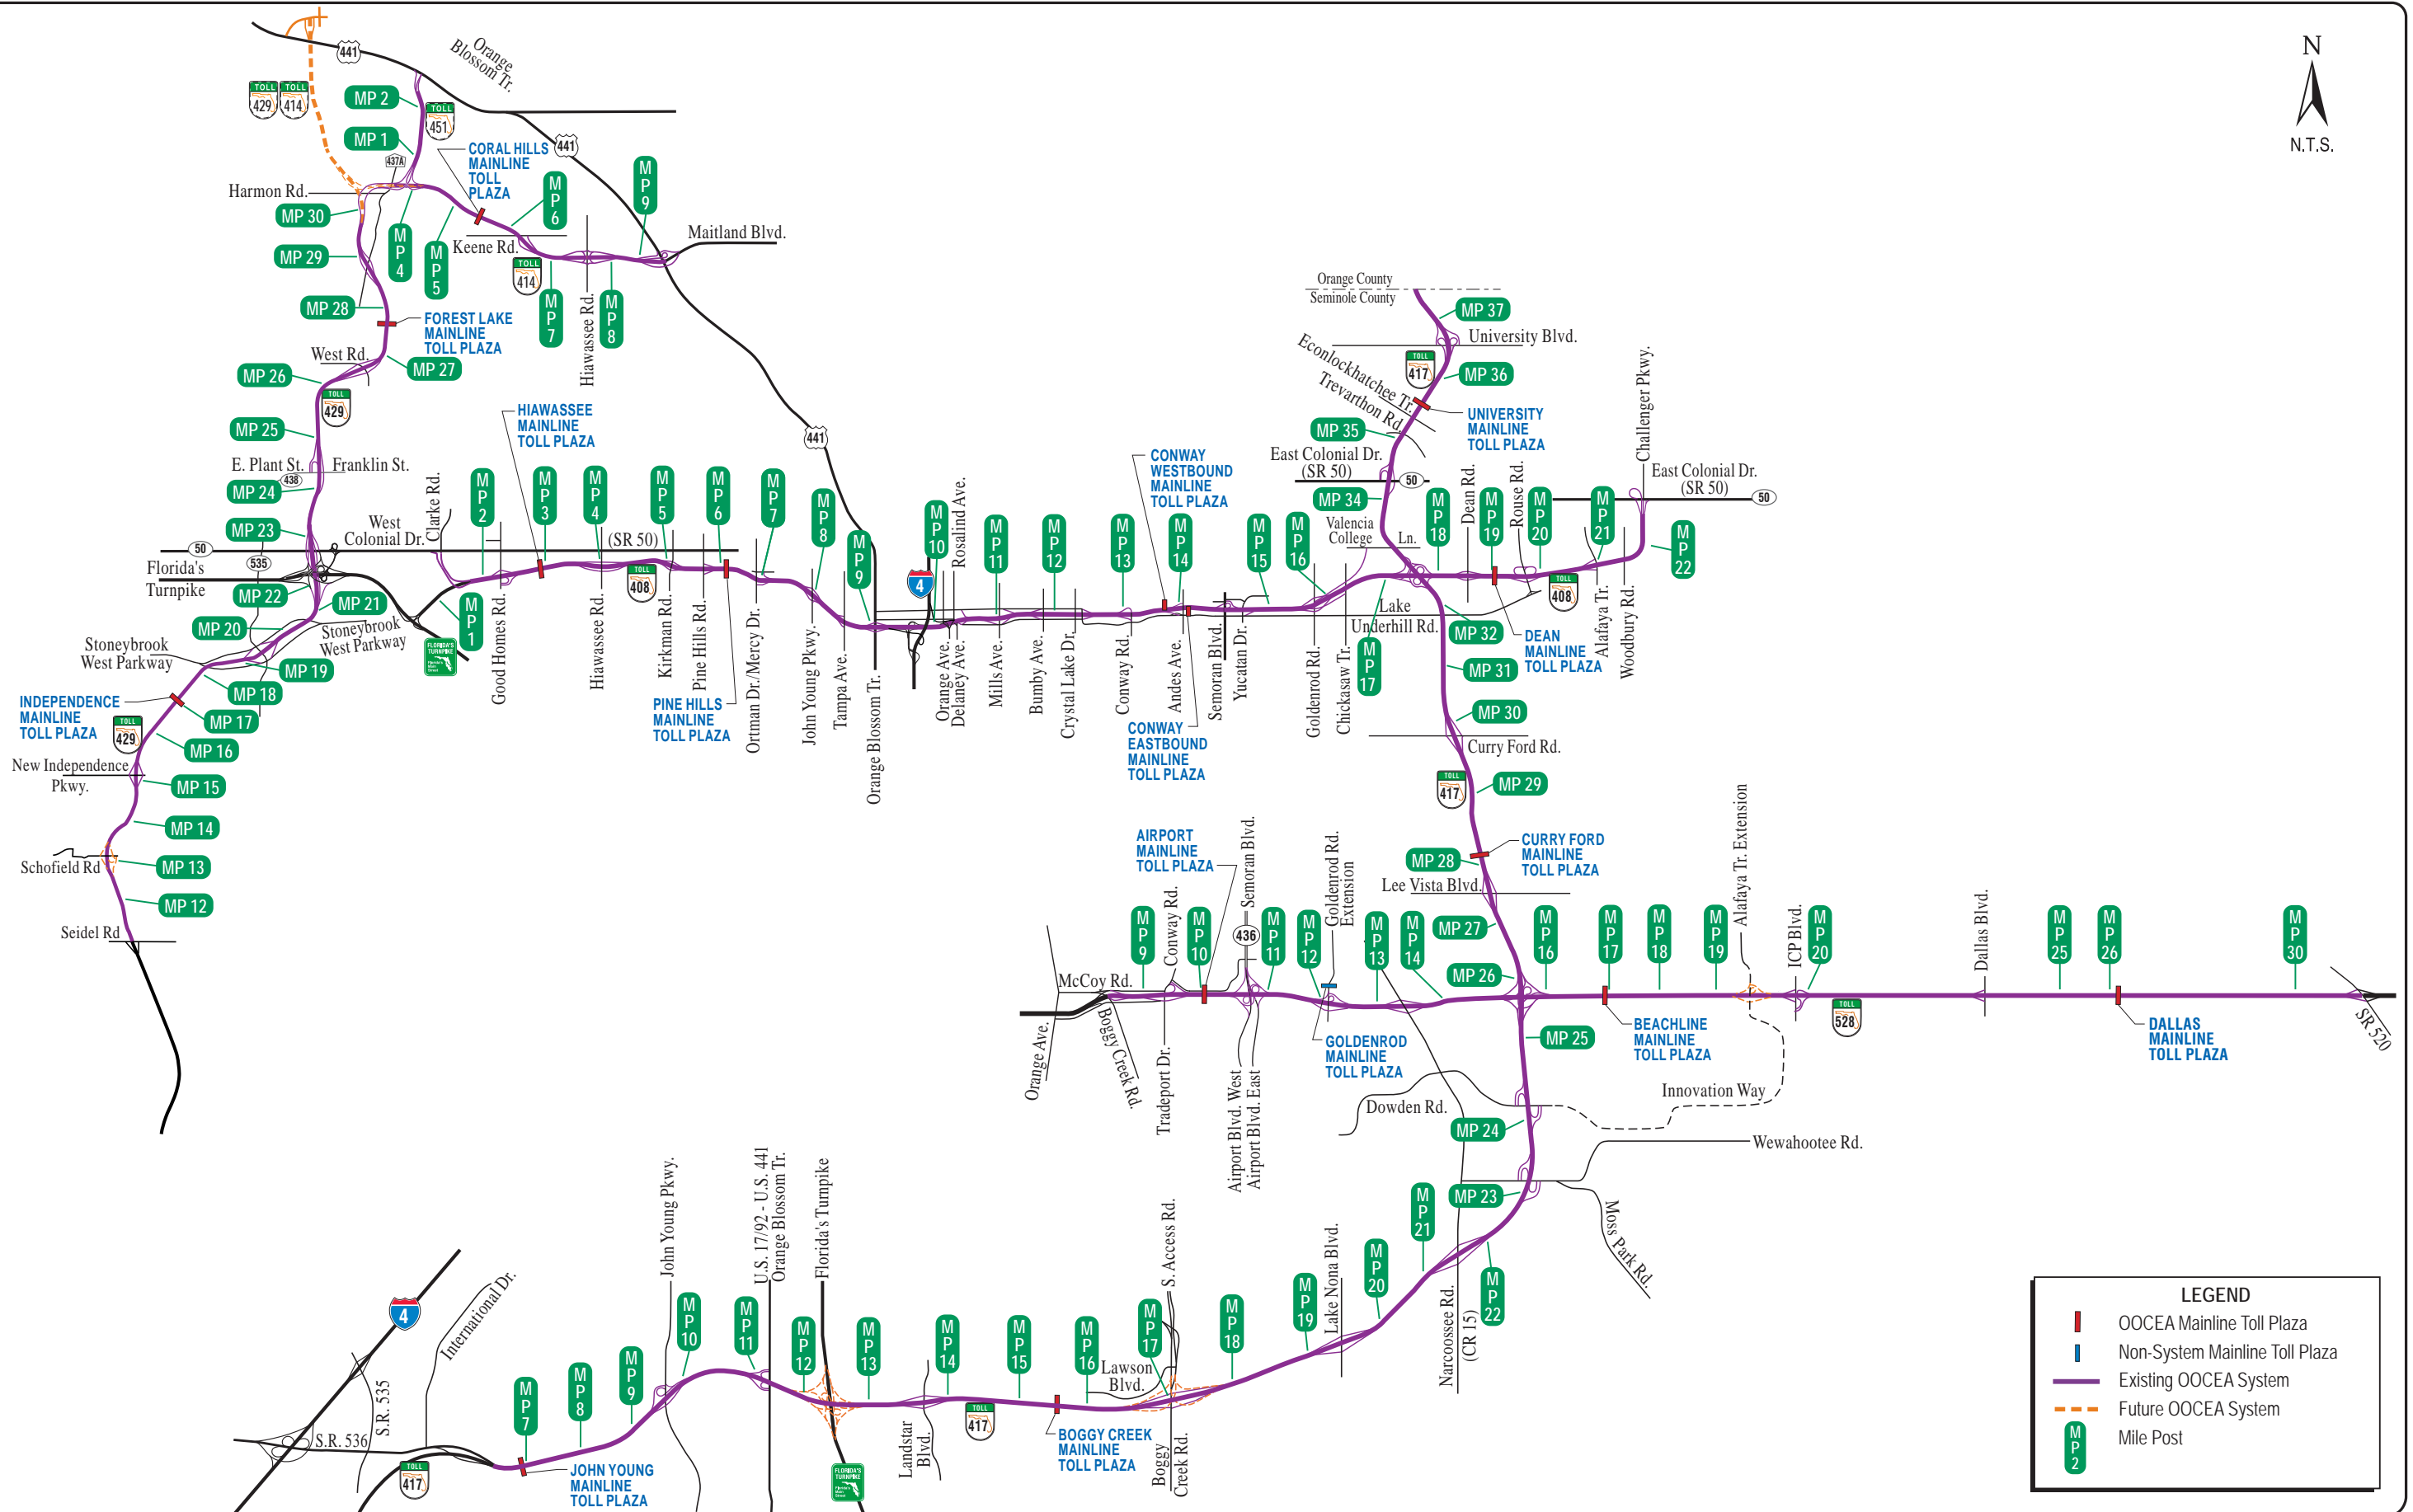 N
N.T.S.
441
Orange
Blossom Tr.
TOLL
429
TOLL
414
MP 2
TOLL
451
MP 1
437A
CORAL HILLS
MAINLINE
TOLL
PLAZA
441
MP 9
MP 6
Harmon Rd.
MP 30
MP 4
MP 5
Keene Rd.
Maitland Blvd.
MP 29
TOLL
414
MP 7
Hiawassee Rd.
MP 8
MP 28
FOREST LAKE
MAINLINE
TOLL PLAZA
West Rd.
MP 27
MP 26
TOLL
429
MP 25
E. Plant St.
Franklin St.
438
MP 24
MP 23
441
HIAWASSEE
MAINLINE
TOLL PLAZA
Clarke Rd.
MP 2
MP 3
MP 4
MP 5
MP 6
MP 7
MP 8
MP 9
MP 10
Rosalind Ave.
MP 11
MP 12
MP 13
MP 14
MP 15
MP 16
West
Colonial Dr.
(SR 50)
50
535
Florida's
Turnpike
MP 22
MP 21
MP 20
Stoneybrook
West Parkway
Stoneybrook
West Parkway
MP 19
MP 18
MP 17
MP 16
INDEPENDENCE
MAINLINE
TOLL PLAZA
TOLL
429
New Independence
Pkwy.
MP 15
MP 14
Schofield Rd
MP 13
MP 12
Seidel Rd
FLORIDA'S
TURNPIKE
MP 1
Good Homes Rd.
Hiawassee Rd.
TOLL
408
Kirkman Rd.
Pine Hills Rd.
PINE HILLS
MAINLINE
TOLL PLAZA
Ortman Dr./Mercy Dr.
John Young Pkwy.
Tampa Ave.
Orange Blossom Tr.
4
Orange Ave.
Delaney Ave.
Mills Ave.
Bumby Ave.
Crystal Lake Dr.
Conway Rd.
Andes Ave.
CONWAY
WESTBOUND
MAINLINE
TOLL PLAZA
CONWAY
EASTBOUND
MAINLINE
TOLL PLAZA
Semoran Blvd.
Yucatan Dr.
Goldenrod Rd.
Chickasaw Tr.
MP 17
Lake
Underhill Rd.
Orange County
Seminole County
MP 37
University Blvd.
TOLL
417
MP 36
Econlockhatchee Tr.
Trevarthon Rd
UNIVERSITY
MAINLINE
TOLL PLAZA
MP 35
East Colonial Dr.
(SR 50)
50
MP 34
Valencia
College
Ln.
MP 18
Dean Rd.
MP 19
Rouse Rd.
MP 20
MP 21
Challenger Pkwy.
East Colonial Dr.
(SR 50)
50
MP 22
TOLL
408
Alafaya Tr.
Woodbury Rd.
DEAN
MAINLINE
TOLL PLAZA
MP 32
MP 31
MP 30
Curry Ford Rd.
TOLL
417
MP 29
CURRY FORD
MAINLINE
TOLL PLAZA
MP 28
Lee Vista Blvd.
MP 27
MP 26
MP 25
AIRPORT
MAINLINE
TOLL PLAZA
McCoy Rd.
MP 9
Conway Rd.
MP 10
Semoran Blvd.
436
MP 11
MP 12
Goldenrod Rd.
Extension
MP 13
MP 14
MP 16
MP 17
MP 18
MP 19
Alafaya Tr. Extension
ICP Blvd.
MP 20
Dallas Blvd.
MP 25
MP 26
MP 30
SR 520
Orange Ave.
Boggy Creek Rd.
Tradeport Dr.
Airport Blvd. West
Airport Blvd. East
GOLDENROD
MAINLINE
TOLL PLAZA
BEACHLINE
MAINLINE
TOLL PLAZA
TOLL
528
DALLAS
MAINLINE
TOLL PLAZA
Dowden Rd.
Innovation Way
MP 24
Wewahootee Rd.
MP 23
Moss Park Rd.
MP 21
MP 22
Narcoossee Rd.
(CR 15)
MP 20
Lake Nona Blvd.
MP 19
MP 18
S. Access Rd.
MP 17
Lawson
Blvd.
Boggy
Creek Rd.
MP 16
BOGGY CREEK
MAINLINE
TOLL PLAZA
MP 15
TOLL
417
MP 14
Landstar
Blvd.
MP 13
Florida's Turnpike
FLORIDA'S
TURNPIKE
MP 12
U.S. 17/92 - U.S. 441
Orange Blossom Tr.
MP 11
MP 10
John Young Pkwy.
MP 9
MP 8
MP 7
JOHN YOUNG
MAINLINE
TOLL PLAZA
4
International Dr.
S.R. 535
S.R. 536
TOLL
417
LEGEND
OOCEA Mainline Toll Plaza
Non-System Mainline Toll Plaza
Existing OOCEA System
Future OOCEA System
MP 2
Mile Post